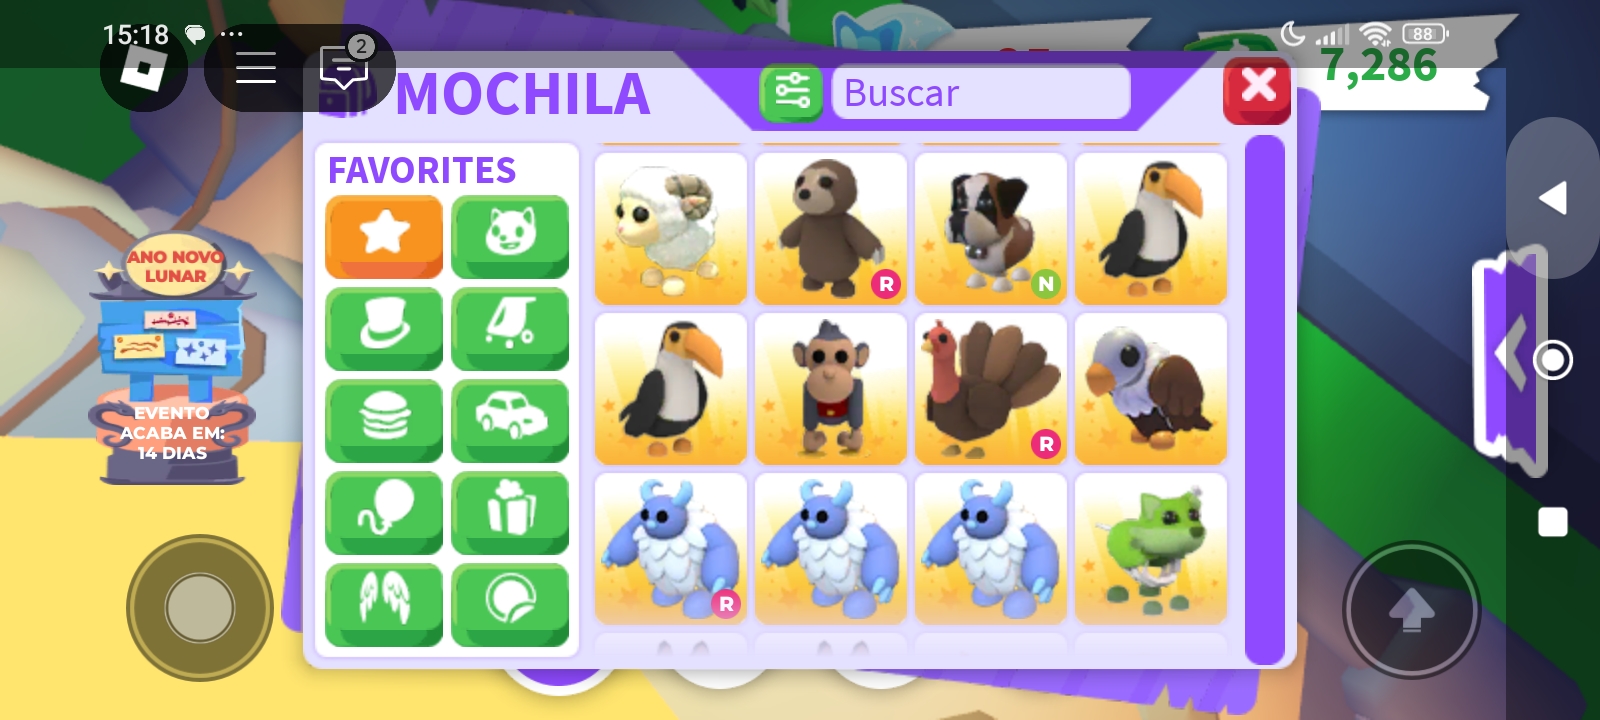 15:18
2
88
7,286
MOCHILA
Buscar
FAVORITES
ANO NOVO
LUNAR
EVENTO
ACABA EM:
14 DIAS
R
N
R
R